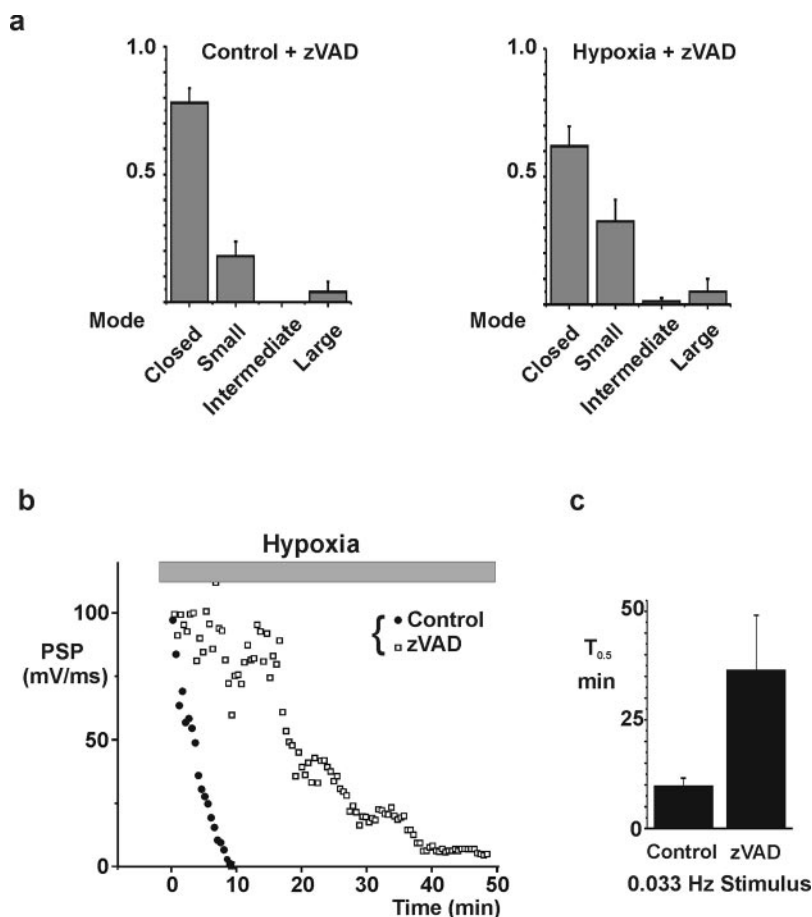 a
Control + zVAD
1.0
0.5
Mode
Closed
Small
Intermediate
Large
Hypoxia + zVAD
1.0
0.5
Mode
Closed
Small
Intermediate
Large
b
Hypoxia
100
50
0
PSP
(mV/ms)
{ ● Control
□ zVAD
0 10 20 30 40 50
Time (min)
c
50
25
0
T0.5
min
Control zVAD
0.033 Hz Stimulus